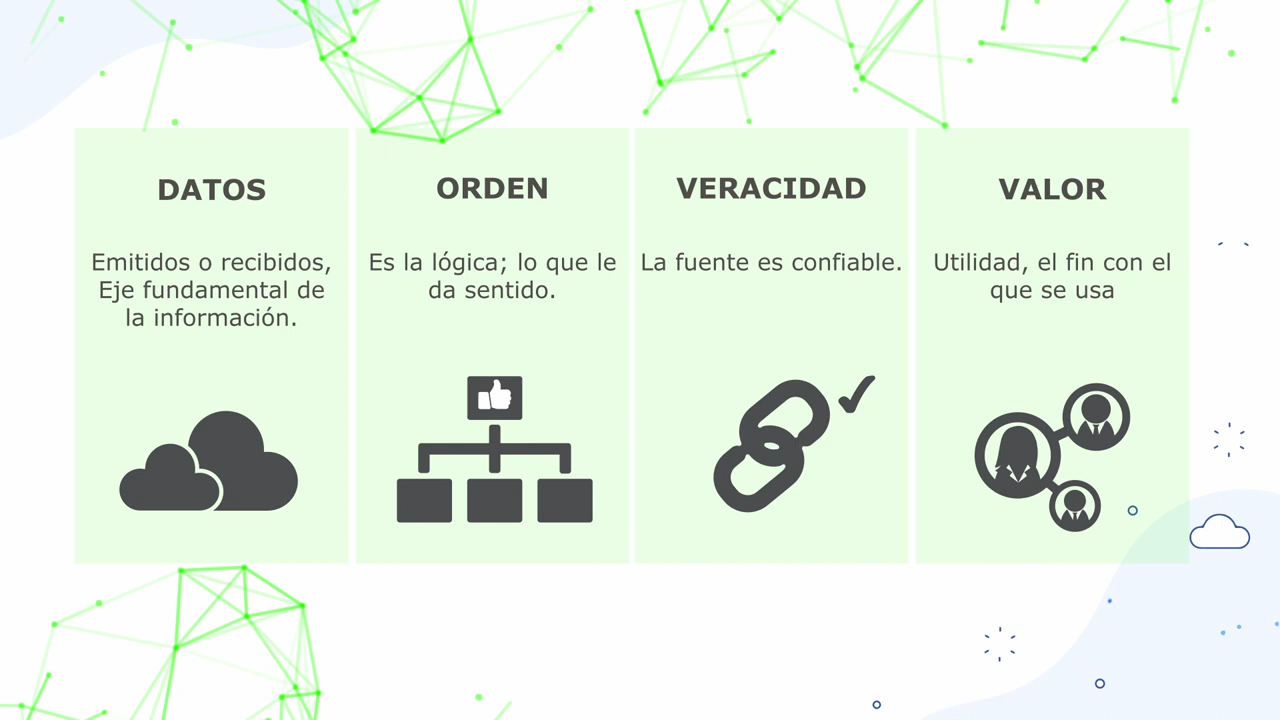 DATOS
Emitidos o recibidos,
Eje fundamental de
la información.
ORDEN
Es la lógica; lo que le
da sentido.
VERACIDAD
La fuente es confiable.
VALOR
Utilidad, el fin con el
que se usa